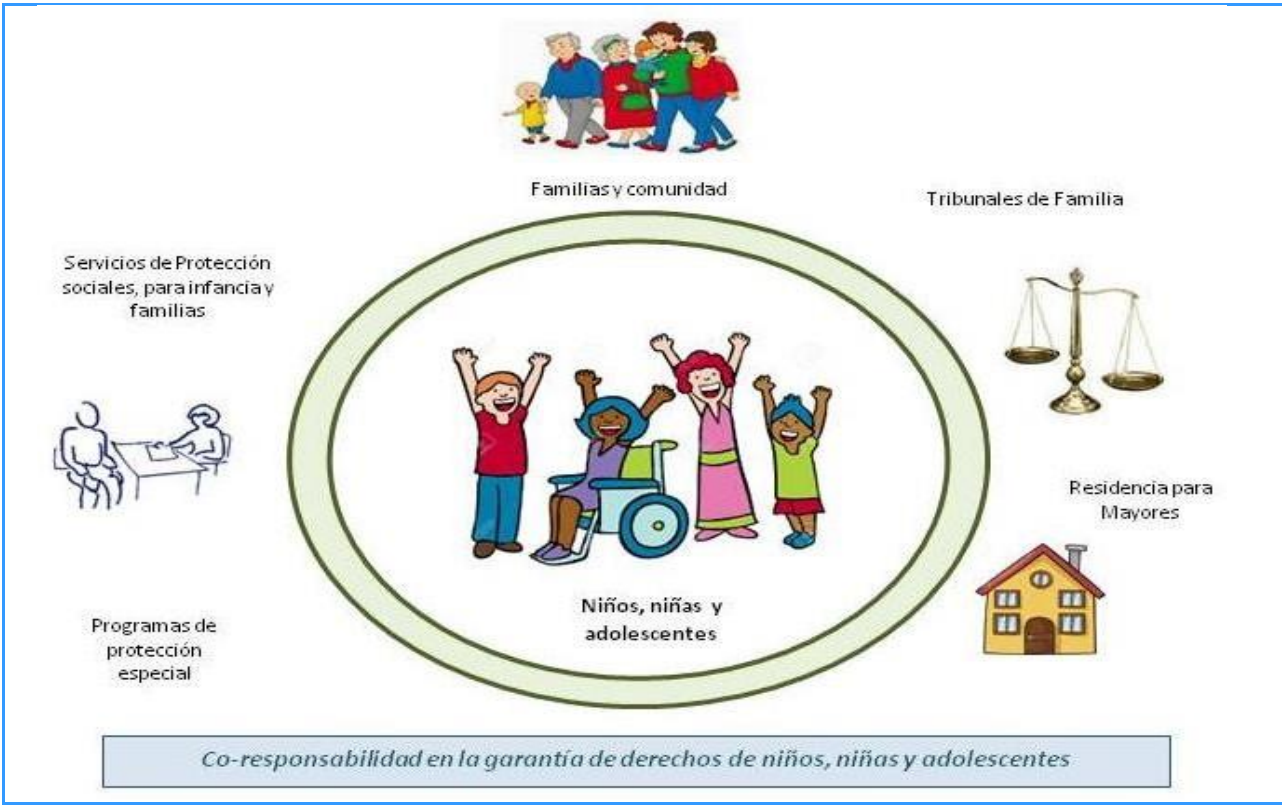 Familias y comunidad
Tribunales de Familia
Servicios de Protección
sociales, para infancia y
familias
Residencia para
Mayores
Niños, niñas y
adolescentes
Programas de
protección
especial
Co-responsabilidad en la garantía de derechos de niños, niñas y adolescentes